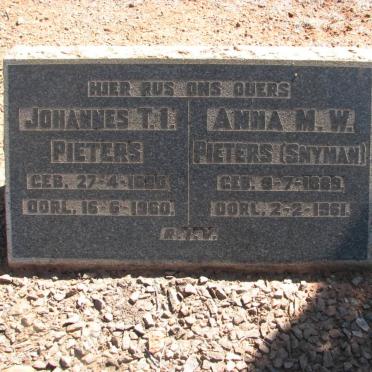 HIER RUS ONS OUERS
JOHANNES T.I.
PIETERS
GEB. 27-4-
OORL. 16-6-1960.
ANNA M. W.
PIETERS (SNYMAN)
GEB. 9-7-1889.
OORL. 2-2-1961.
R.I.V.